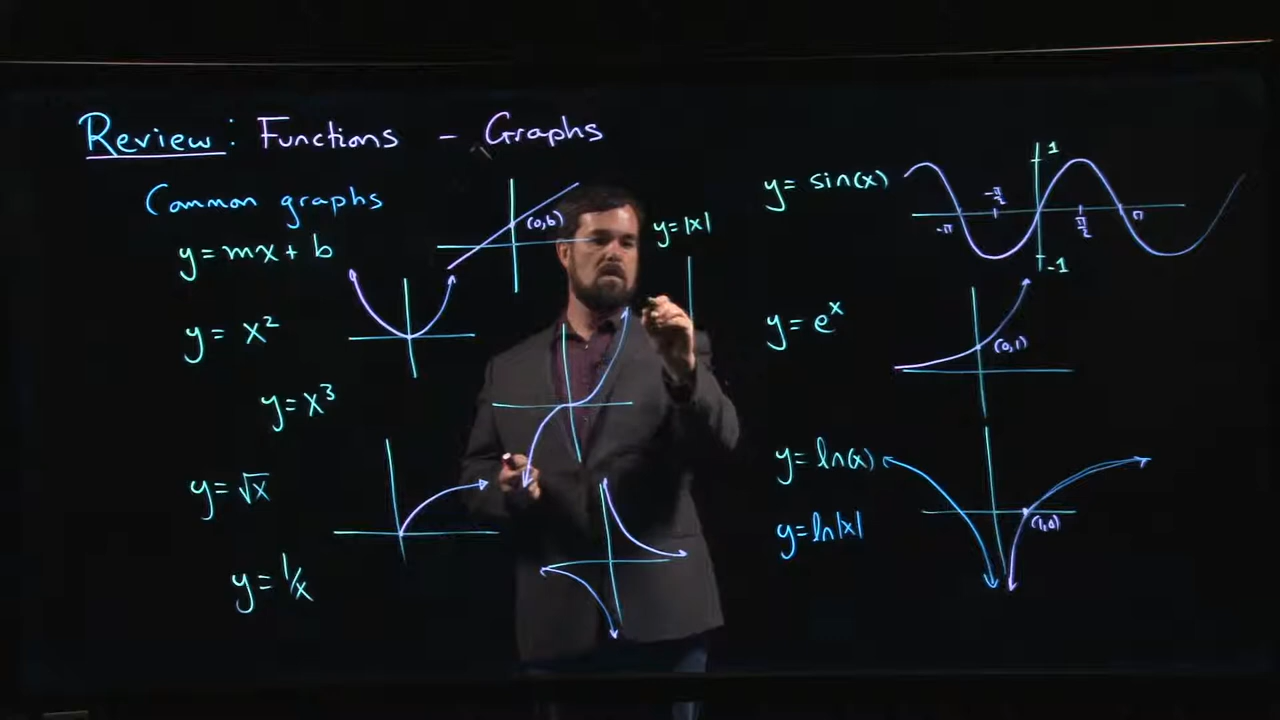 Review: Functions - Graphs
Common graphs
y = mx + b
(0,b)
y = x²
y = x³
y = √x
y = 1/x
y = |x|
y = sin(x)
1
-π
-π/2
π/2
π
-1
y = eˣ
(0,1)
y = ln(x)
y = ln|x|
(1,0)